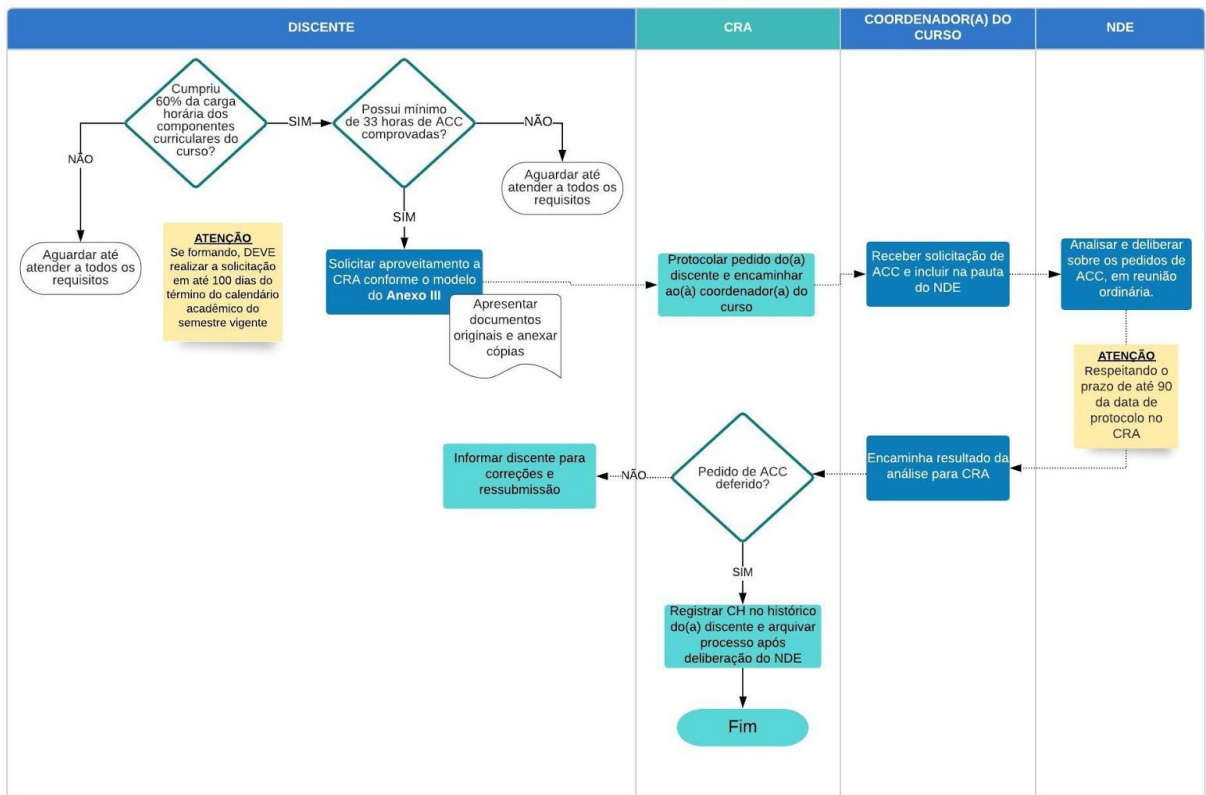 DISCENTE
CRA
COORDENADOR(A) DO
CURSO
NDE
Cumpriu
60% da carga
horária dos
componentes
curriculares do
curso?
SIM
NÃO
Aguardar até
atender a todos os
requisitos
Possui mínimo
de 33 horas de ACC
comprovadas?
NÃO
Aguardar até
atender a todos os
requisitos
SIM
ATENÇÃO
Se formando, DEVE
realizar a solicitação
em até 100 dias do
término do calendário
acadêmico do
semestre vigente
Solicitar aproveitamento a
CRA conforme o modelo
do Anexo III
Apresentar
documentos
originais e anexar
cópias
Protocolar pedido do(a)
discente e encaminhar
ao(à) coordenador(a) do
curso
Receber solicitação de
ACC e incluir na pauta
do NDE
Analisar e deliberar
sobre os pedidos de
ACC, em reunião
ordinária.
ATENÇÃO
Respeitando o
prazo de até 90
da data de
protocolo no
CRA
Encaminha resultado da
análise para CRA
Pedido de ACC
deferido?
NÃO
Informar discente para
correções e
ressubmissão
SIM
Registrar CH no histórico
do(a) discente e arquivar
processo após
deliberação do NDE
Fim